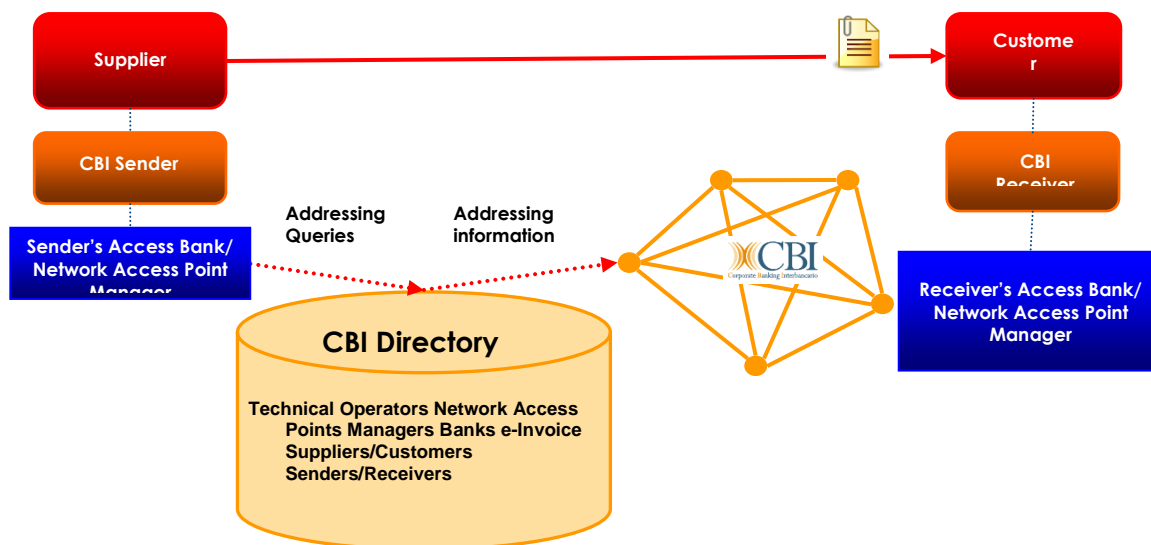 Supplier
Custome
r
CBI Sender
CBI
Receiver
Addressing
Queries
Addressing
information
Sender's Access Bank/
Network Access Point
Manager
CBI
Corporate Banking Interbancario
Receiver's Access Bank/
Network Access Point
Manager
CBI Directory
Technical Operators Network Access
Points Managers Banks e-Invoice
Suppliers/Customers
Senders/Receivers